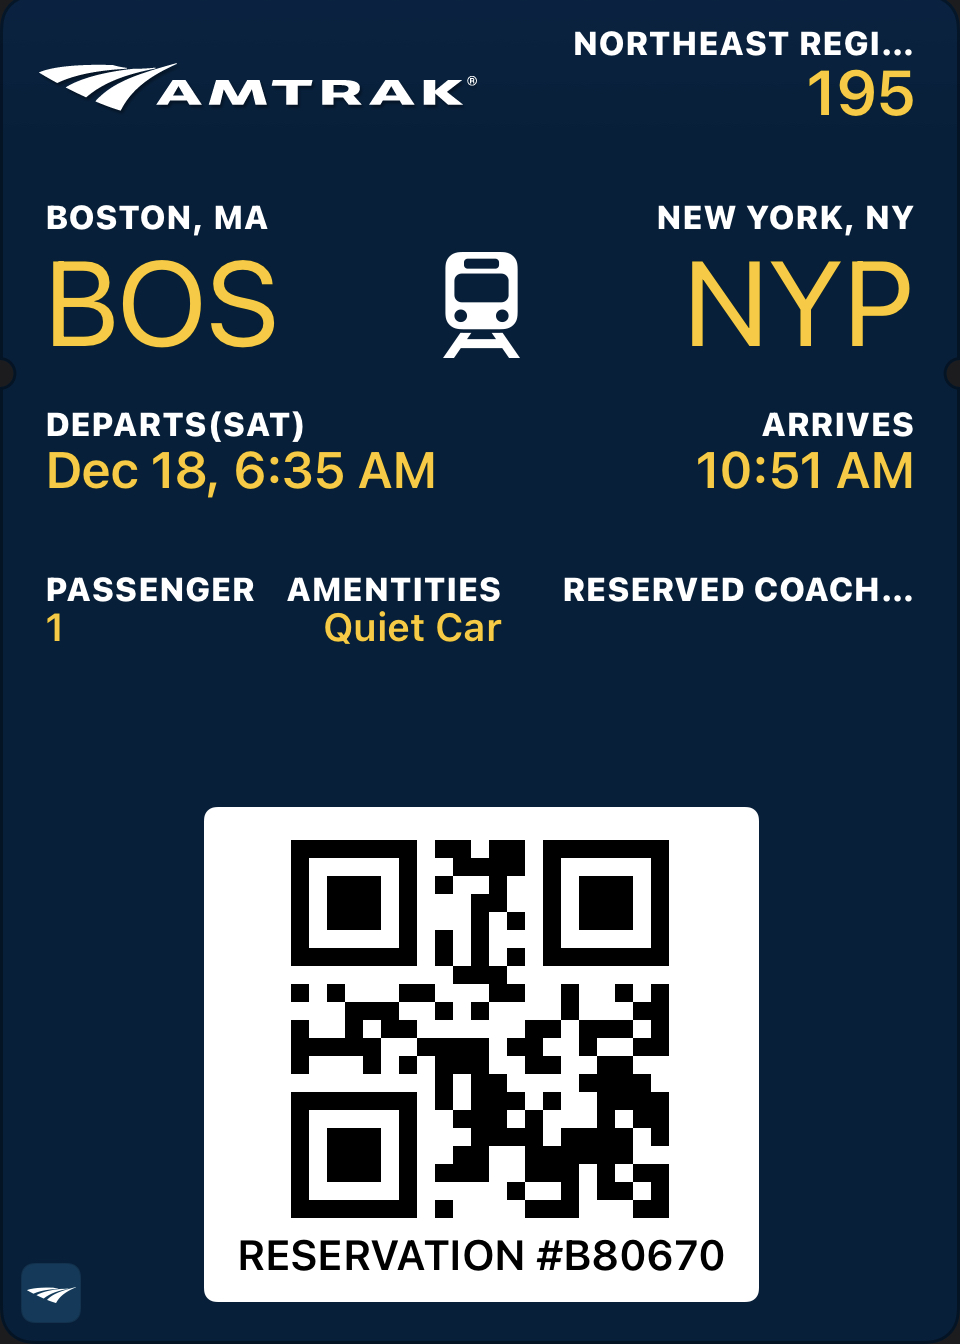 NORTHEAST REGI...
AMTRAK®
195
BOSTON, MA
NEW YORK, NY
BOS
NYP
DEPARTS(SAT)
ARRIVES
Dec 18, 6:35 AM
10:51 AM
PASSENGER
AMENTITIES
RESERVED COACH...
1
Quiet Car
RESERVATION #B80670